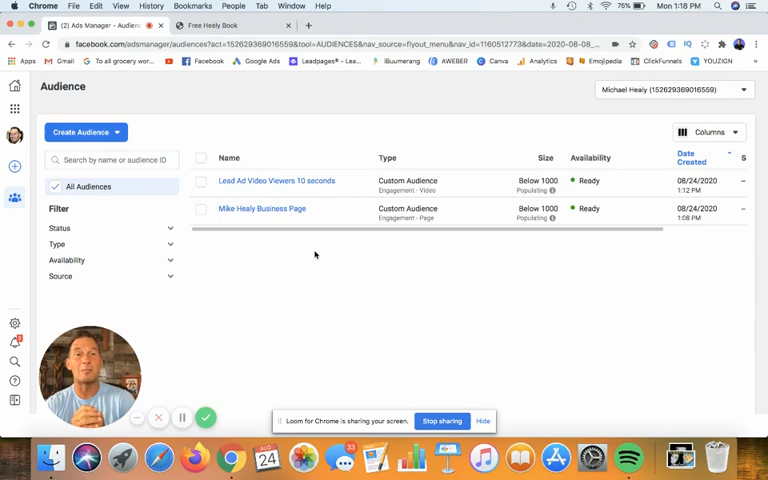 Chrome File Edit View History Bookmarks People Tab Window Help 75% Mon 1:18 PM
(2) Ads Manager - Audienc
Free Healy Book
facebook.com/adsmanager/audiences?act=152629369016559&tool=AUDIENCES&nav_source=flyout_menu&nav_id=1160512773&date=2020-08-08_...
Apps Gmail To all grocery wor... Facebook Google Ads Leadpages® - Lea... iBuumerang AWEBER Canva Analytics Emojipedia ClickFunnels YOUZIGN
Audience
Michael Healy (152629369016559)
Create Audience
Columns
Search by name or audience ID
Name Type Size Availability Date Created S
All Audiences
Lead Ad Video Viewers 10 seconds Custom Audience Below 1000 Ready 08/24/2020 --
Engagement - Video Populating 1:12 PM
Filter
Mike Healy Business Page Custom Audience Below 1000 Ready 08/24/2020 --
Engagement - Page Populating 1:08 PM
Status
Type
Availability
Source
Loom for Chrome is sharing your screen. Stop sharing Hide
AUG
24
33